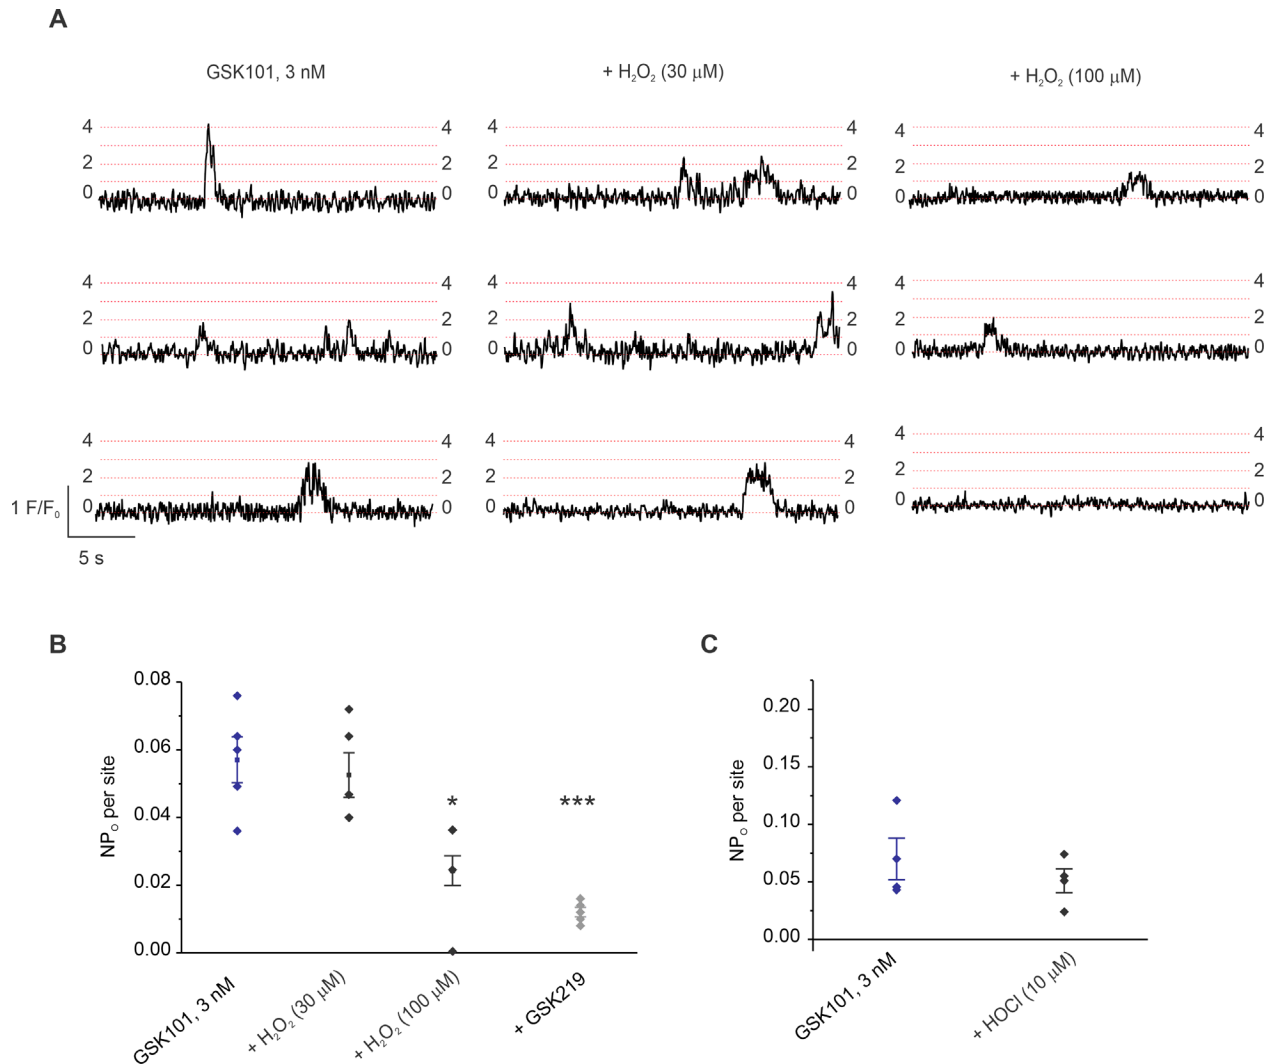 A
GSK101, 3 nM
+ H₂O₂ (30 μM)
+ H₂O₂ (100 μM)
4 4 4 4 4 4
2 2 2 2 2 2
0 0 0 0 0 0
4 4 4 4 4 4
2 2 2 2 2 2
0 0 0 0 0 0
4 4 4 4 4 4
2 2 2 2 2 2
0 0 0 0 0 0
1 F/F₀
5 s
B
NPₒ per site
0.08
0.06
0.04
0.02
0.00
*
***
GSK101, 3 nM
+ H₂O₂ (30 μM)
+ H₂O₂ (100 μM)
+ GSK219
C
NPₒ per site
0.20
0.15
0.10
0.05
0.00
GSK101, 3 nM
+ HOCl (10 μM)